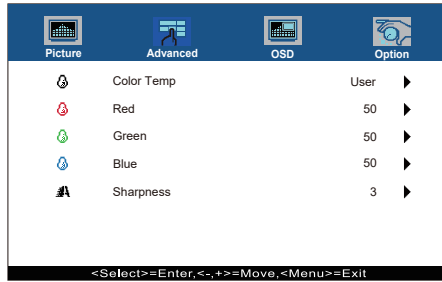 Picture Advanced OSD Option
Color Temp User
Red 50
Green 50
Blue 50
Sharpness 3
<Select>=Enter,<-,+>=Move,<Menu>=Exit